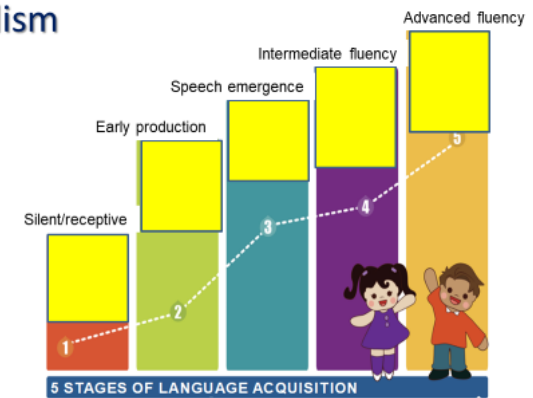 lism
Advanced fluency
Intermediate fluency
Speech emergence
Early production
Silent/receptive
5
4
3
2
1
5 STAGES OF LANGUAGE ACQUISITION